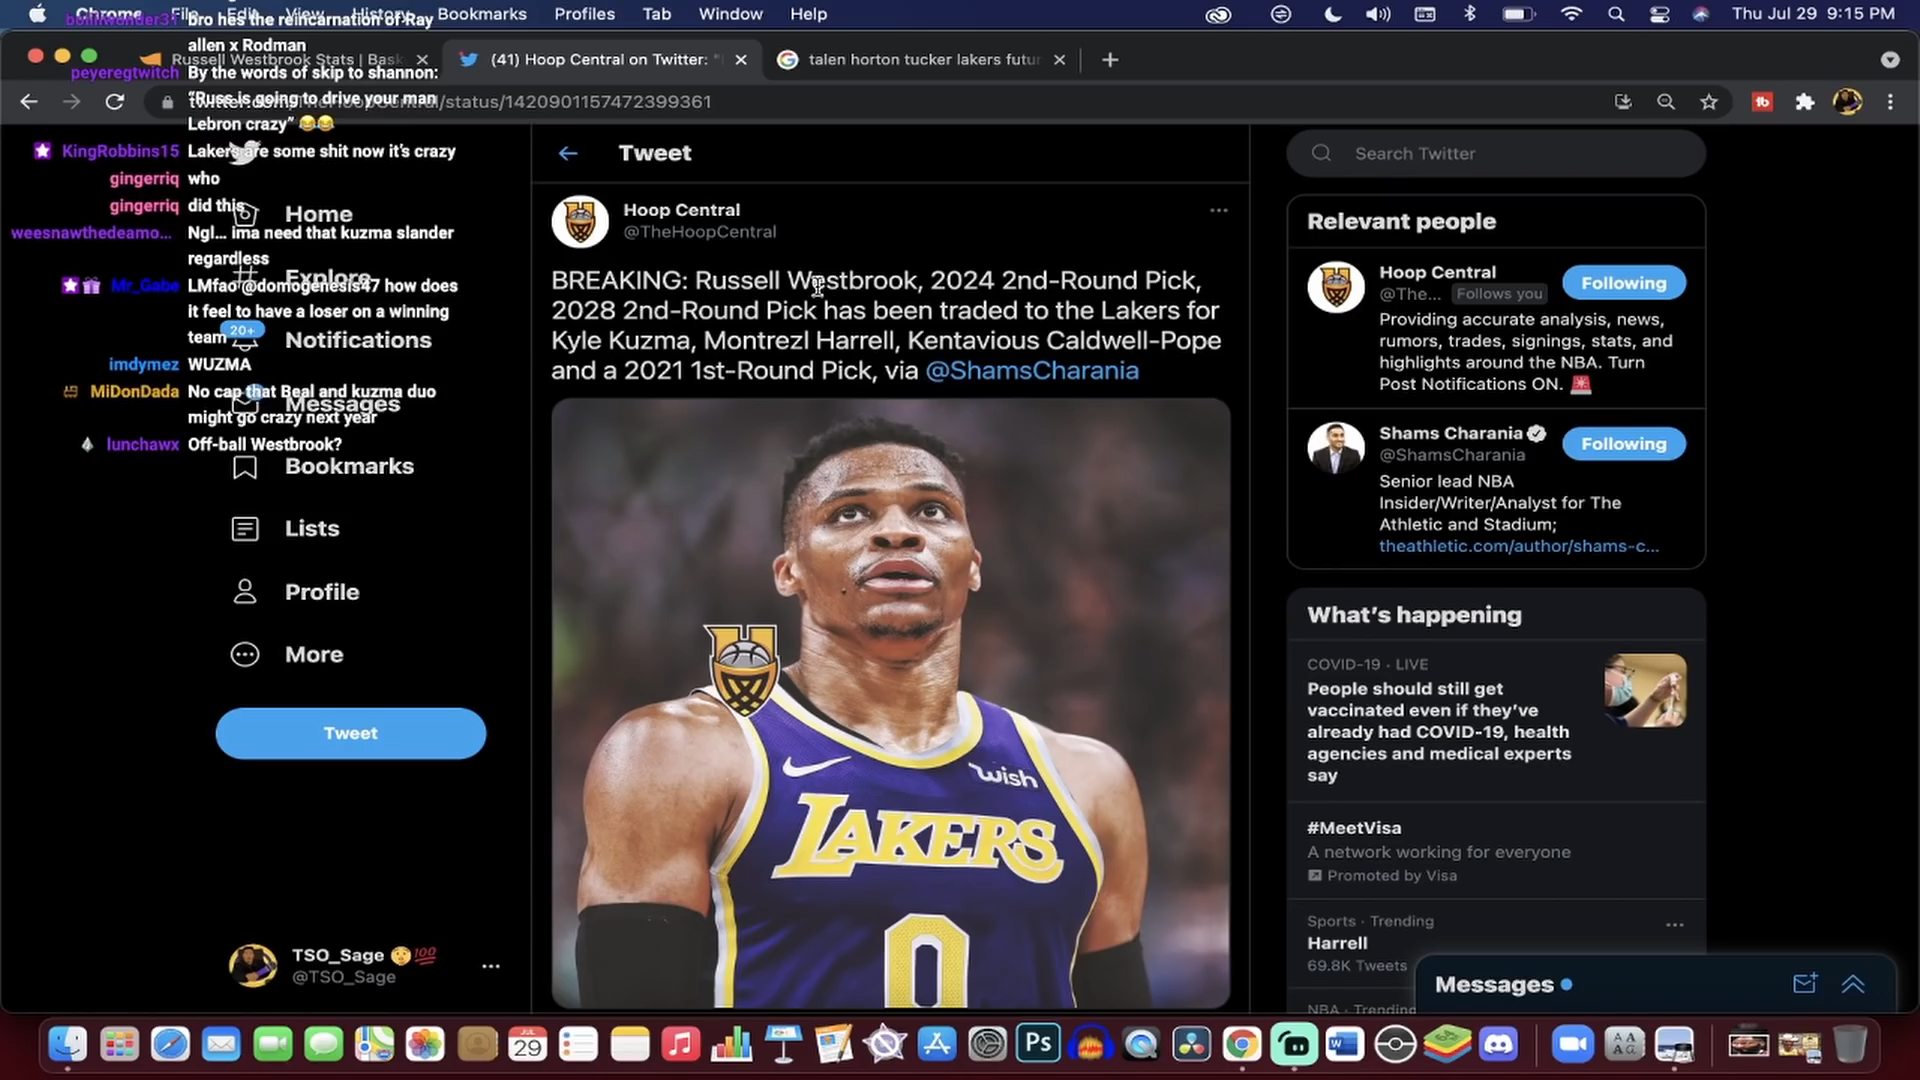 Chrome File Edit View History Bookmarks Profiles Tab Window Help
Thu Jul 29 9:15 PM
Russell Westbrook Stats | Bask
(41) Hoop Central on Twitter: "
talen horton tucker lakers futur
/status/1420901157472399361
bro hes the reincarnation of Ray
allen x Rodman
peyeregtwitch By the words of skip to shannon:
“Russ is going to drive your man
Lebron crazy” 😂😂
KingRobbins15 Lakers are some shit now it’s crazy
gingerriq who
gingerriq did this
weesnawthedeamo... Ngl... ima need that kuzma slander
regardless
Mr_Gabe LMfao @domogenesis47 how does
it feel to have a loser on a winning
team
imdymez WUZMA
MiDonDada No cap that Beal and kuzma duo
might go crazy next year
lunchawx Off-ball Westbrook?
Home
Explore
20+
Notifications
Messages
Bookmarks
Lists
Profile
More
Tweet
TSO_Sage 🤫💯
@TSO_Sage
Tweet
Hoop Central
@TheHoopCentral
BREAKING: Russell Westbrook, 2024 2nd-Round Pick,
2028 2nd-Round Pick has been traded to the Lakers for
Kyle Kuzma, Montrezl Harrell, Kentavious Caldwell-Pope
and a 2021 1st-Round Pick, via @ShamsCharania
wish
LAKERS
0
Search Twitter
Relevant people
Hoop Central
@The... Follows you
Following
Providing accurate analysis, news,
rumors, trades, signings, stats, and
highlights around the NBA. Turn
Post Notifications ON. 🚨
Shams Charania
@ShamsCharania
Following
Senior lead NBA
Insider/Writer/Analyst for The
Athletic and Stadium;
theathletic.com/author/shams-c...
What’s happening
COVID-19 · LIVE
People should still get
vaccinated even if they’ve
already had COVID-19, health
agencies and medical experts
say
#MeetVisa
A network working for everyone
Promoted by Visa
Sports · Trending
Harrell
69.8K Tweets
NBA · Trending
Messages
JUL
29
Ps